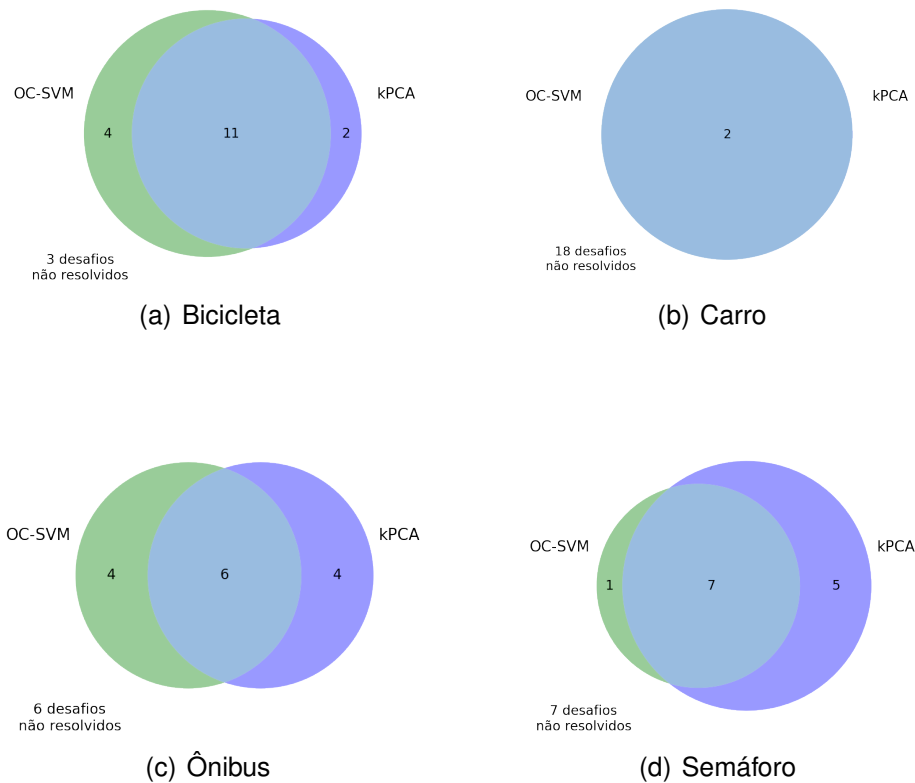 OC-SVM
kPCA
4
11
2
3 desafios
não resolvidos
(a) Bicicleta
OC-SVM
kPCA
2
18 desafios
não resolvidos
(b) Carro
OC-SVM
kPCA
4
6
4
6 desafios
não resolvidos
(c) Ônibus
OC-SVM
kPCA
1
7
5
7 desafios
não resolvidos
(d) Semáforo